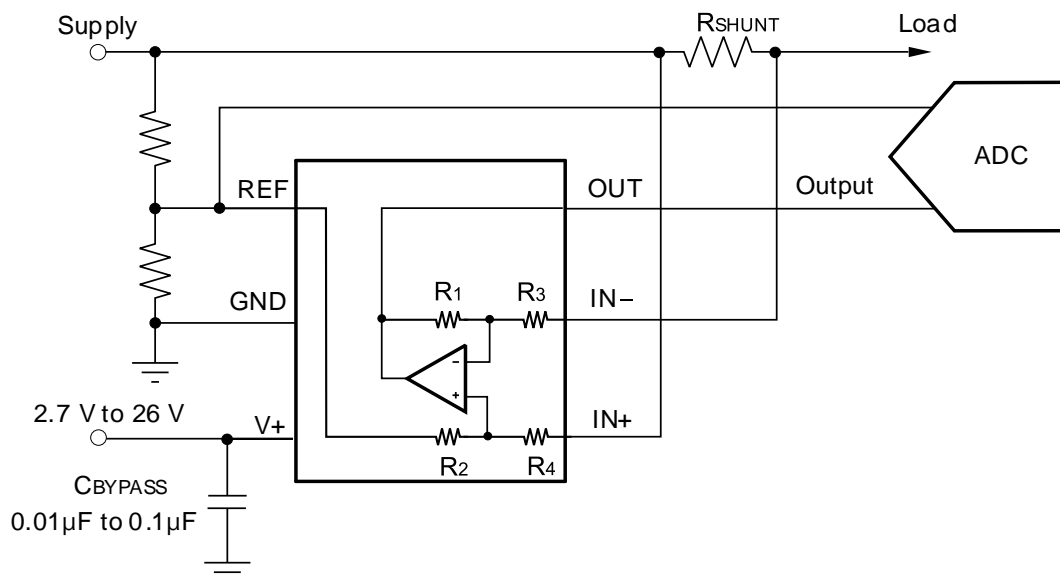 Supply
RSHUNT
Load
ADC
REF
OUT
Output
GND
R1
R3
IN–
-
+
2.7 V to 26 V
V+
IN+
R2
R4
CBYPASS
0.01µF to 0.1µF